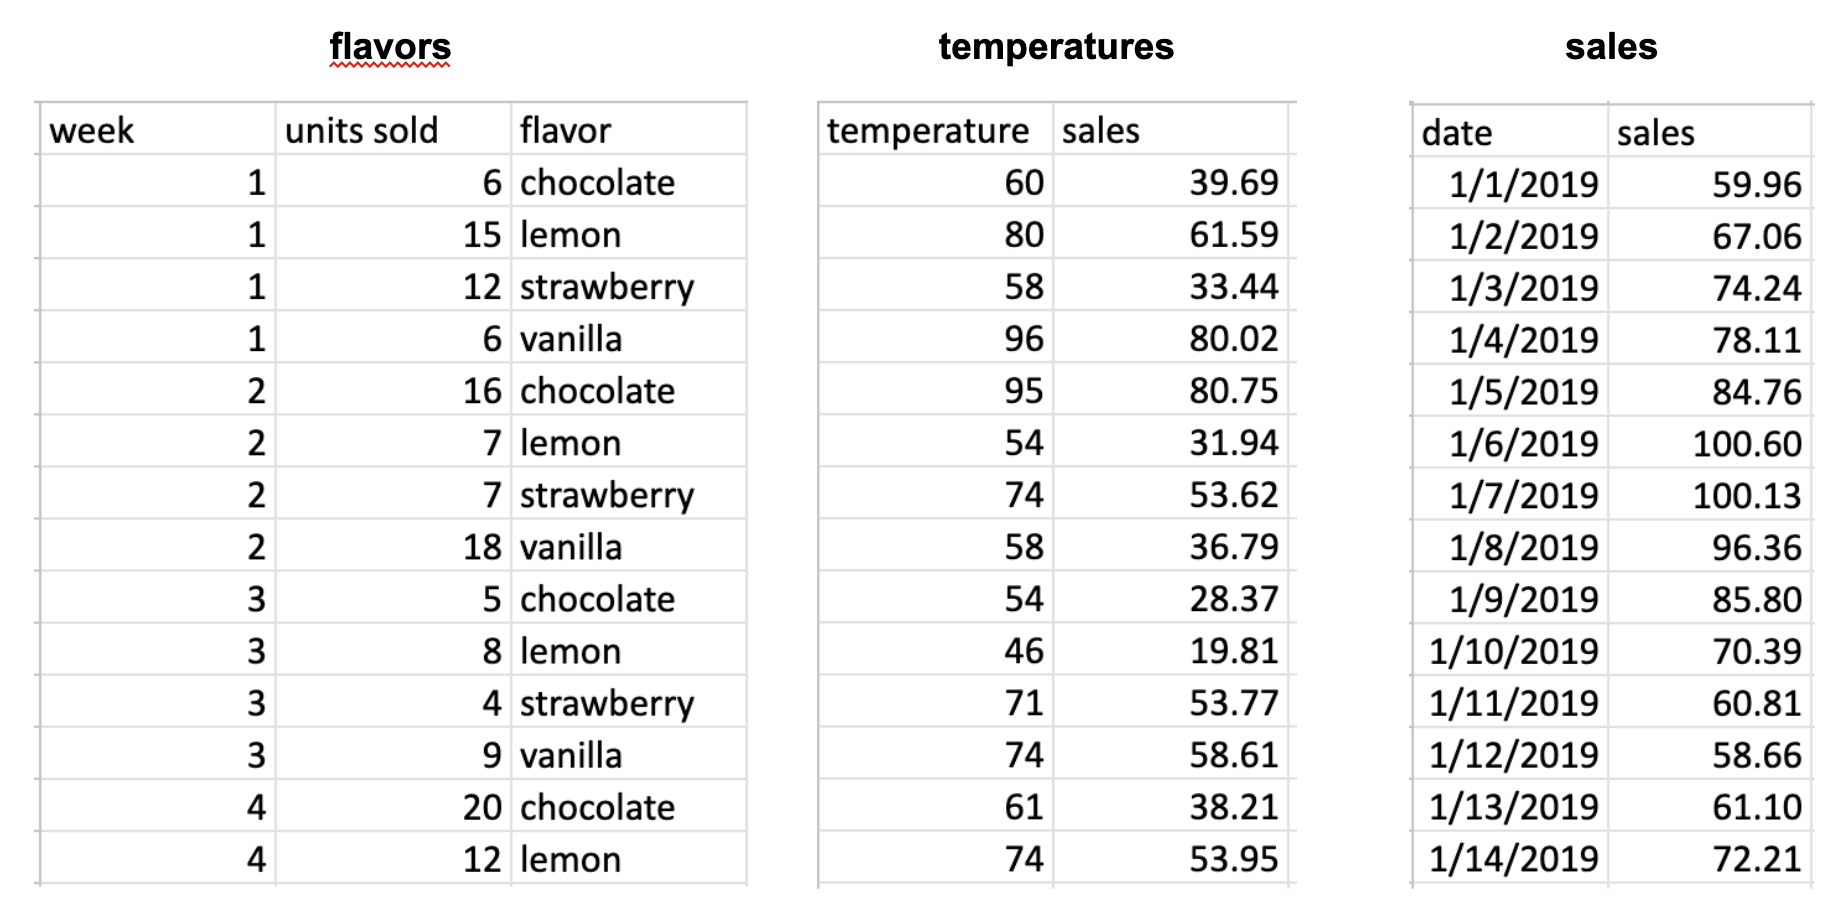 flavors temperatures sales
week units sold flavor temperature sales date sales
1 6 chocolate 60 39.69 1/1/2019 59.96
1 15 lemon 80 61.59 1/2/2019 67.06
1 12 strawberry 58 33.44 1/3/2019 74.24
1 6 vanilla 96 80.02 1/4/2019 78.11
2 16 chocolate 95 80.75 1/5/2019 84.76
2 7 lemon 54 31.94 1/6/2019 100.60
2 7 strawberry 74 53.62 1/7/2019 100.13
2 18 vanilla 58 36.79 1/8/2019 96.36
3 5 chocolate 54 28.37 1/9/2019 85.80
3 8 lemon 46 19.81 1/10/2019 70.39
3 4 strawberry 71 53.77 1/11/2019 60.81
3 9 vanilla 74 58.61 1/12/2019 58.66
4 20 chocolate 61 38.21 1/13/2019 61.10
4 12 lemon 74 53.95 1/14/2019 72.21